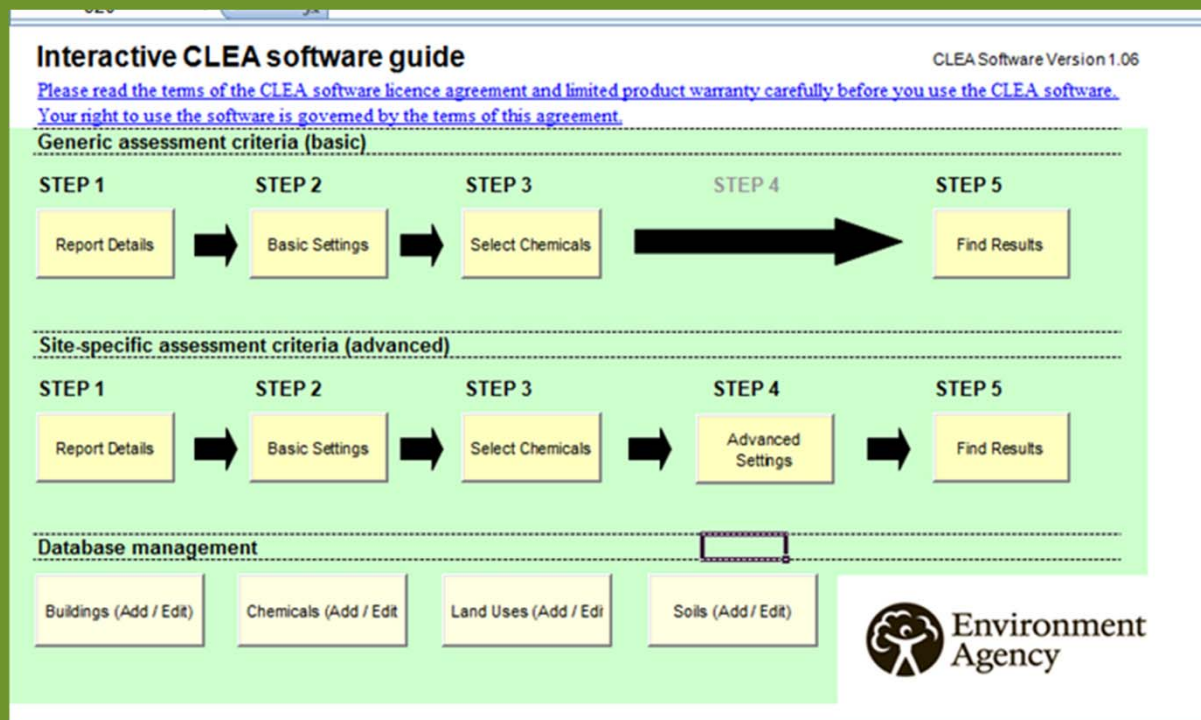 Interactive CLEA software guide
CLEA Software Version 1.06
Please read the terms of the CLEA software licence agreement and limited product warranty carefully before you use the CLEA software.
Your right to use the software is governed by the terms of this agreement.
Generic assessment criteria (basic)
STEP 1 STEP 2 STEP 3 STEP 4 STEP 5
Report Details Basic Settings Select Chemicals Find Results
Site-specific assessment criteria (advanced)
STEP 1 STEP 2 STEP 3 STEP 4 STEP 5
Report Details Basic Settings Select Chemicals Advanced Settings Find Results
Database management
Buildings (Add / Edit) Chemicals (Add / Edit Land Uses (Add / Edi Soils (Add / Edit)
Environment
Agency